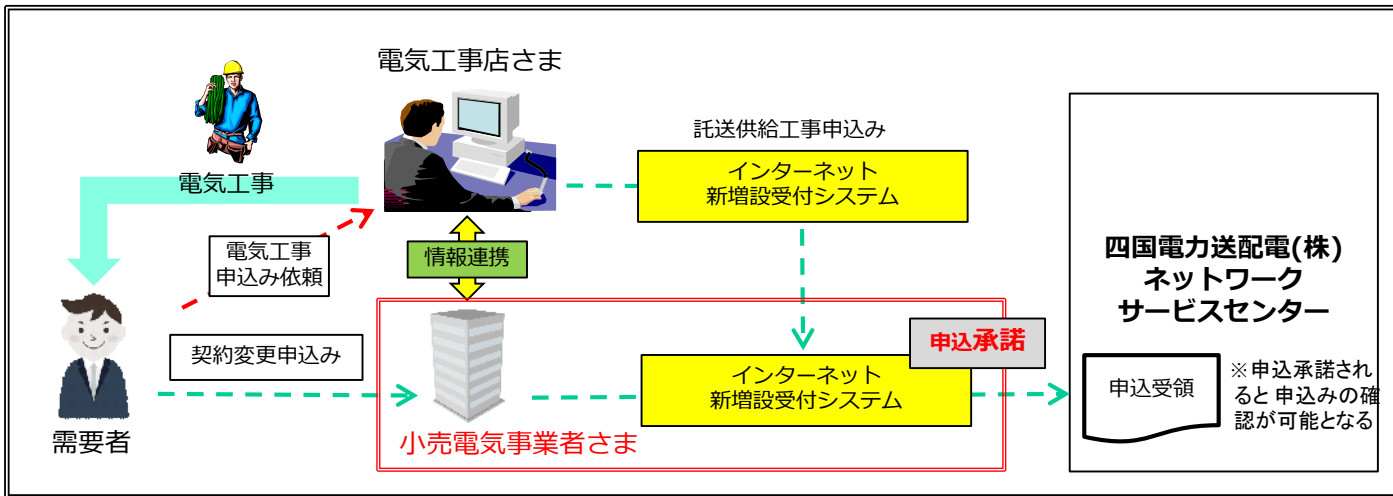 電気工事店さま
電気工事
託送供給工事申込み
インターネット
新増設受付システム
電気工事
申込み依頼
情報連携
四国電力送配電(株)
ネットワーク
サービスセンター
契約変更申込み
申込承諾
インターネット
新増設受付システム
申込受領
※申込承諾され
ると申込みの確
認が可能となる
需要者
小売電気事業者さま